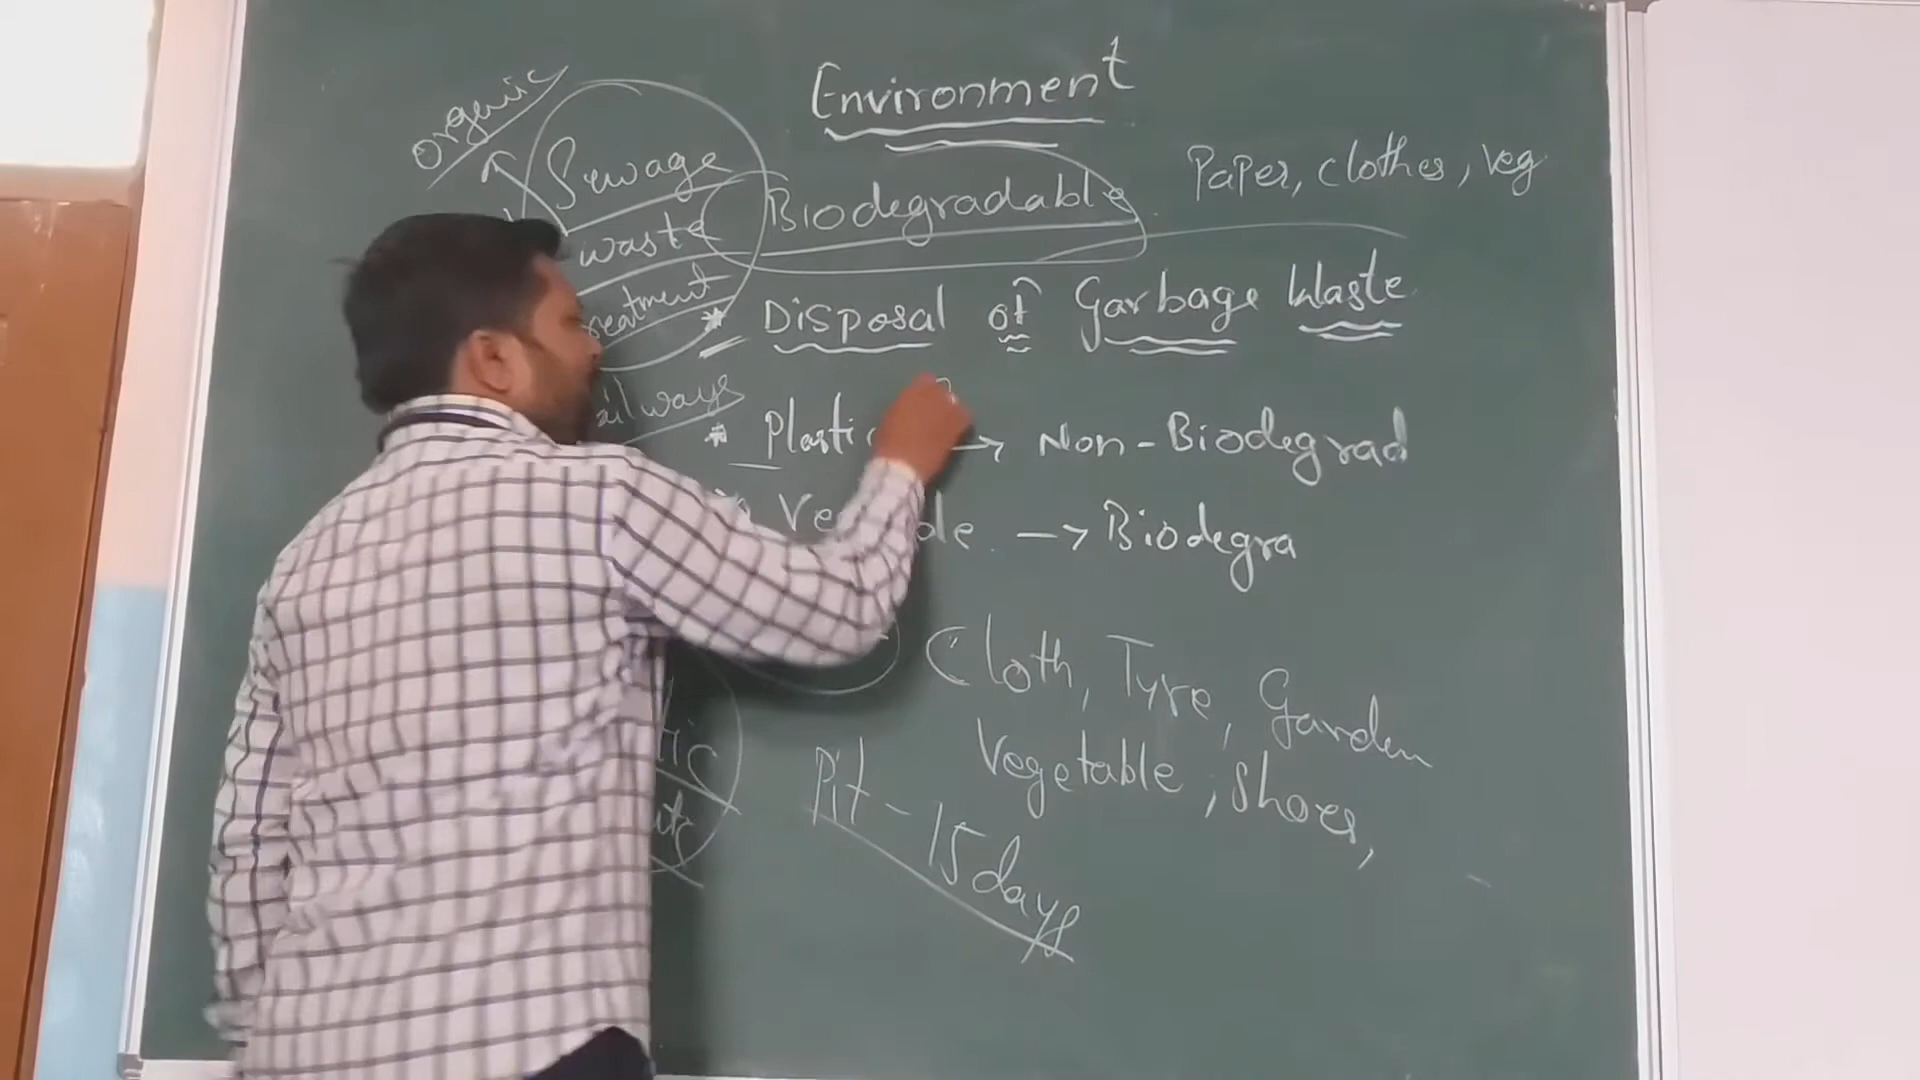 Environment
orgenic
Sewage
waste
Biodegradable
Paper, clothes, veg
* Disposal of Garbage Waste
* → Non-Biodegrad
→ Biodegra
Cloth, Tyre, Garden
Vegetable, Shoes,
Pit - 15 days